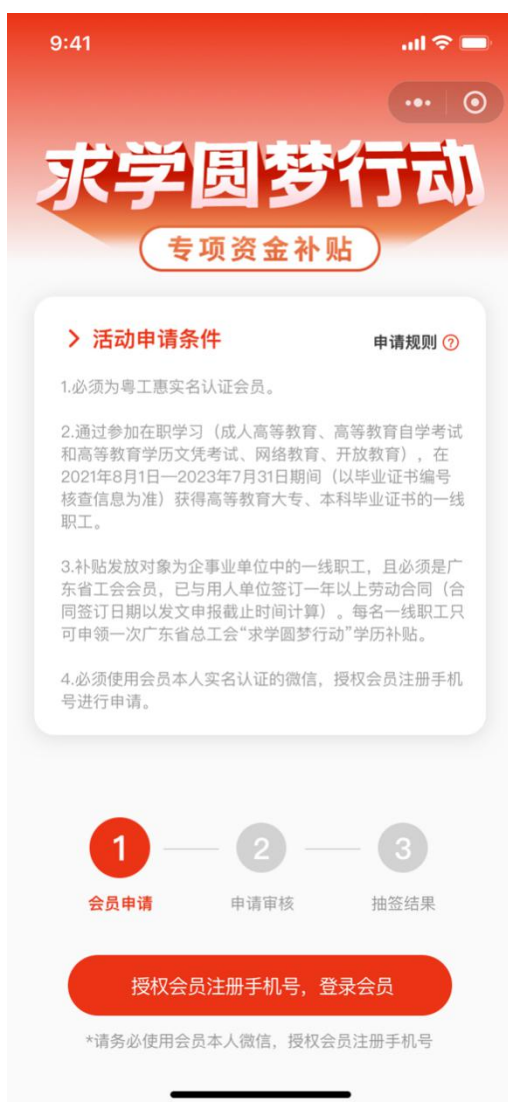 9:41
求学圆梦行动
专项资金补贴
活动申请条件
申请规则 ?
1.必须为粤工惠实名认证会员。
2.通过参加在职学习（成人高等教育、高等教育自学考试
和高等教育学历文凭考试、网络教育、开放教育），在
2021年8月1日—2023年7月31日期间（以毕业证书编号
核查信息为准）获得高等教育大专、本科毕业证书的一线
职工。
3.补贴发放对象为企事业单位中的一线职工，且必须是广
东省工会会员，已与用人单位签订一年以上劳动合同（合
同签订日期以发文申报截止时间计算）。每名一线职工只
可申领一次广东省总工会“求学圆梦行动”学历补贴。
4.必须使用会员本人实名认证的微信，授权会员注册手机
号进行申请。
1
2
3
会员申请
申请审核
抽签结果
授权会员注册手机号，登录会员
*请务必使用会员本人微信，授权会员注册手机号